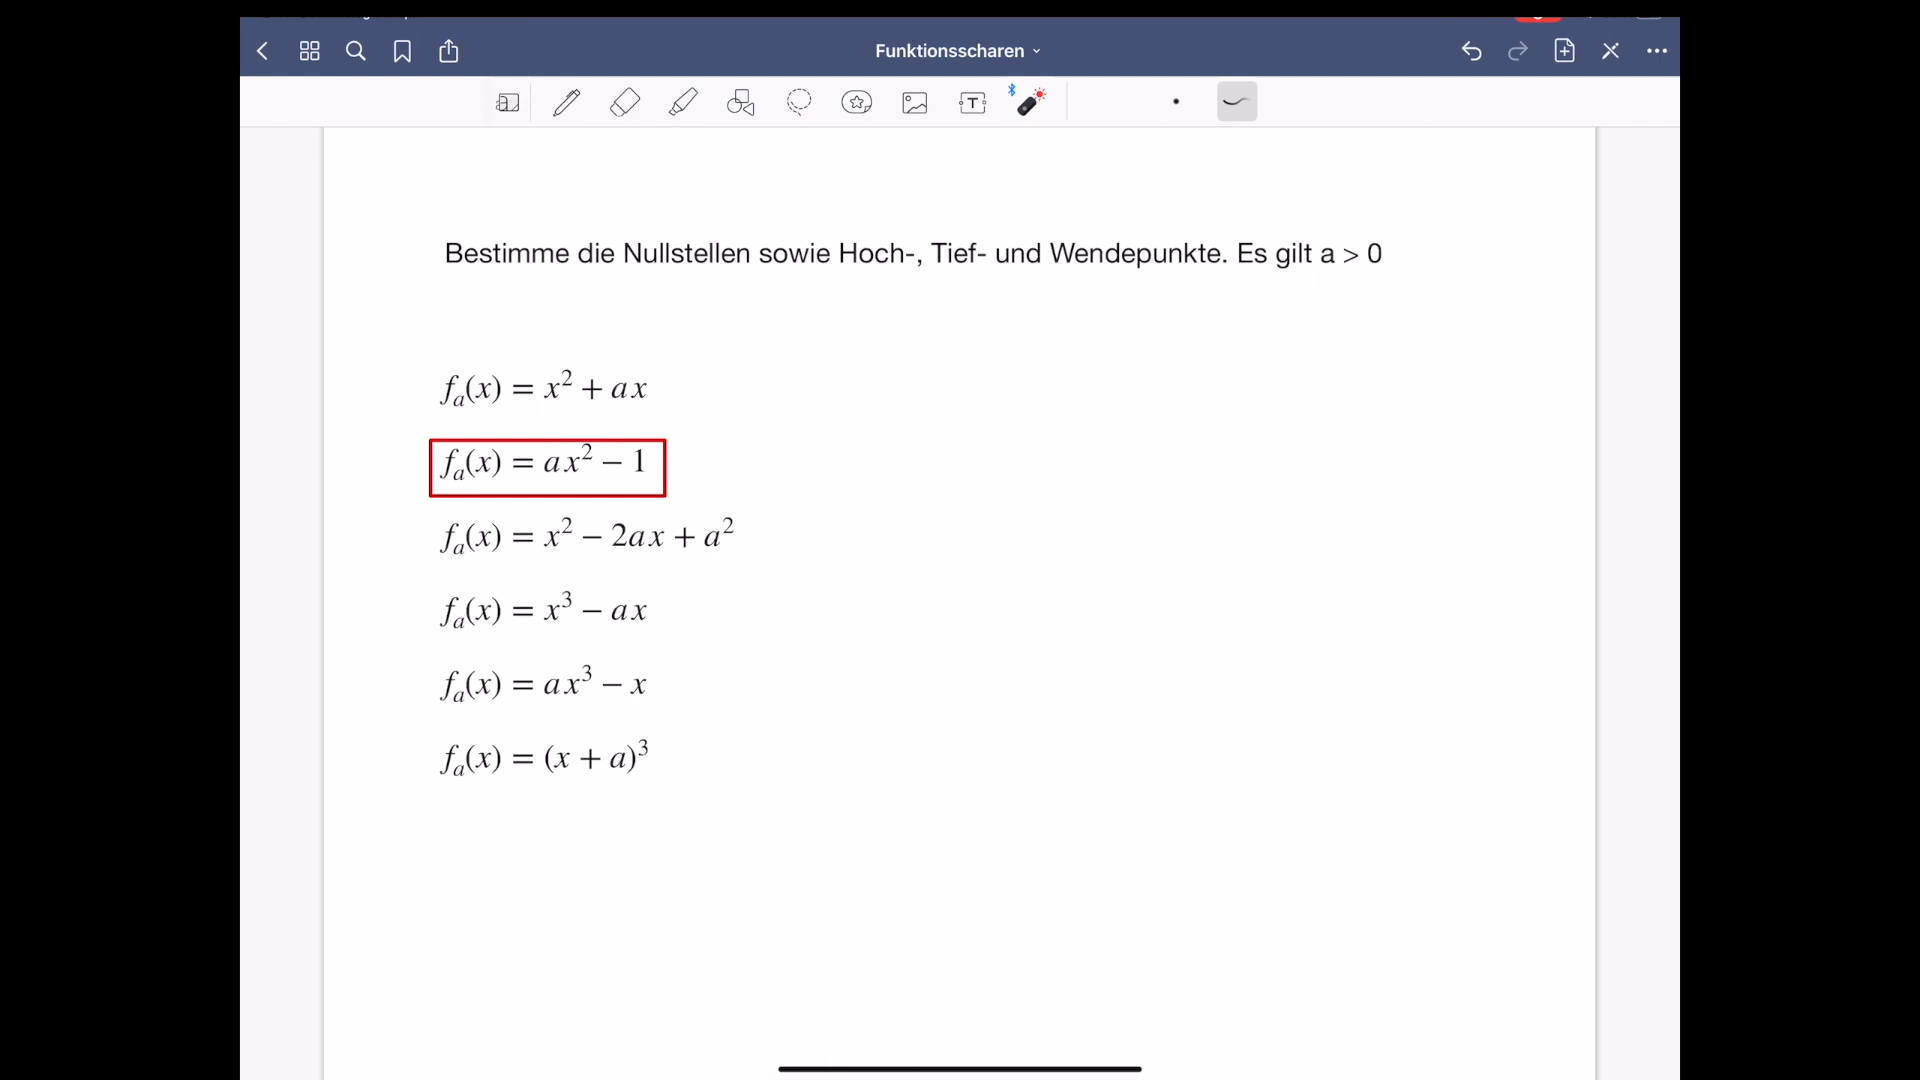 Funktionsscharen
T
Bestimme die Nullstellen sowie Hoch-, Tief- und Wendepunkte. Es gilt a > 0
fₐ(x) = x² + ax
fₐ(x) = ax² − 1
fₐ(x) = x² − 2ax + a²
fₐ(x) = x³ − ax
fₐ(x) = ax³ − x
fₐ(x) = (x + a)³